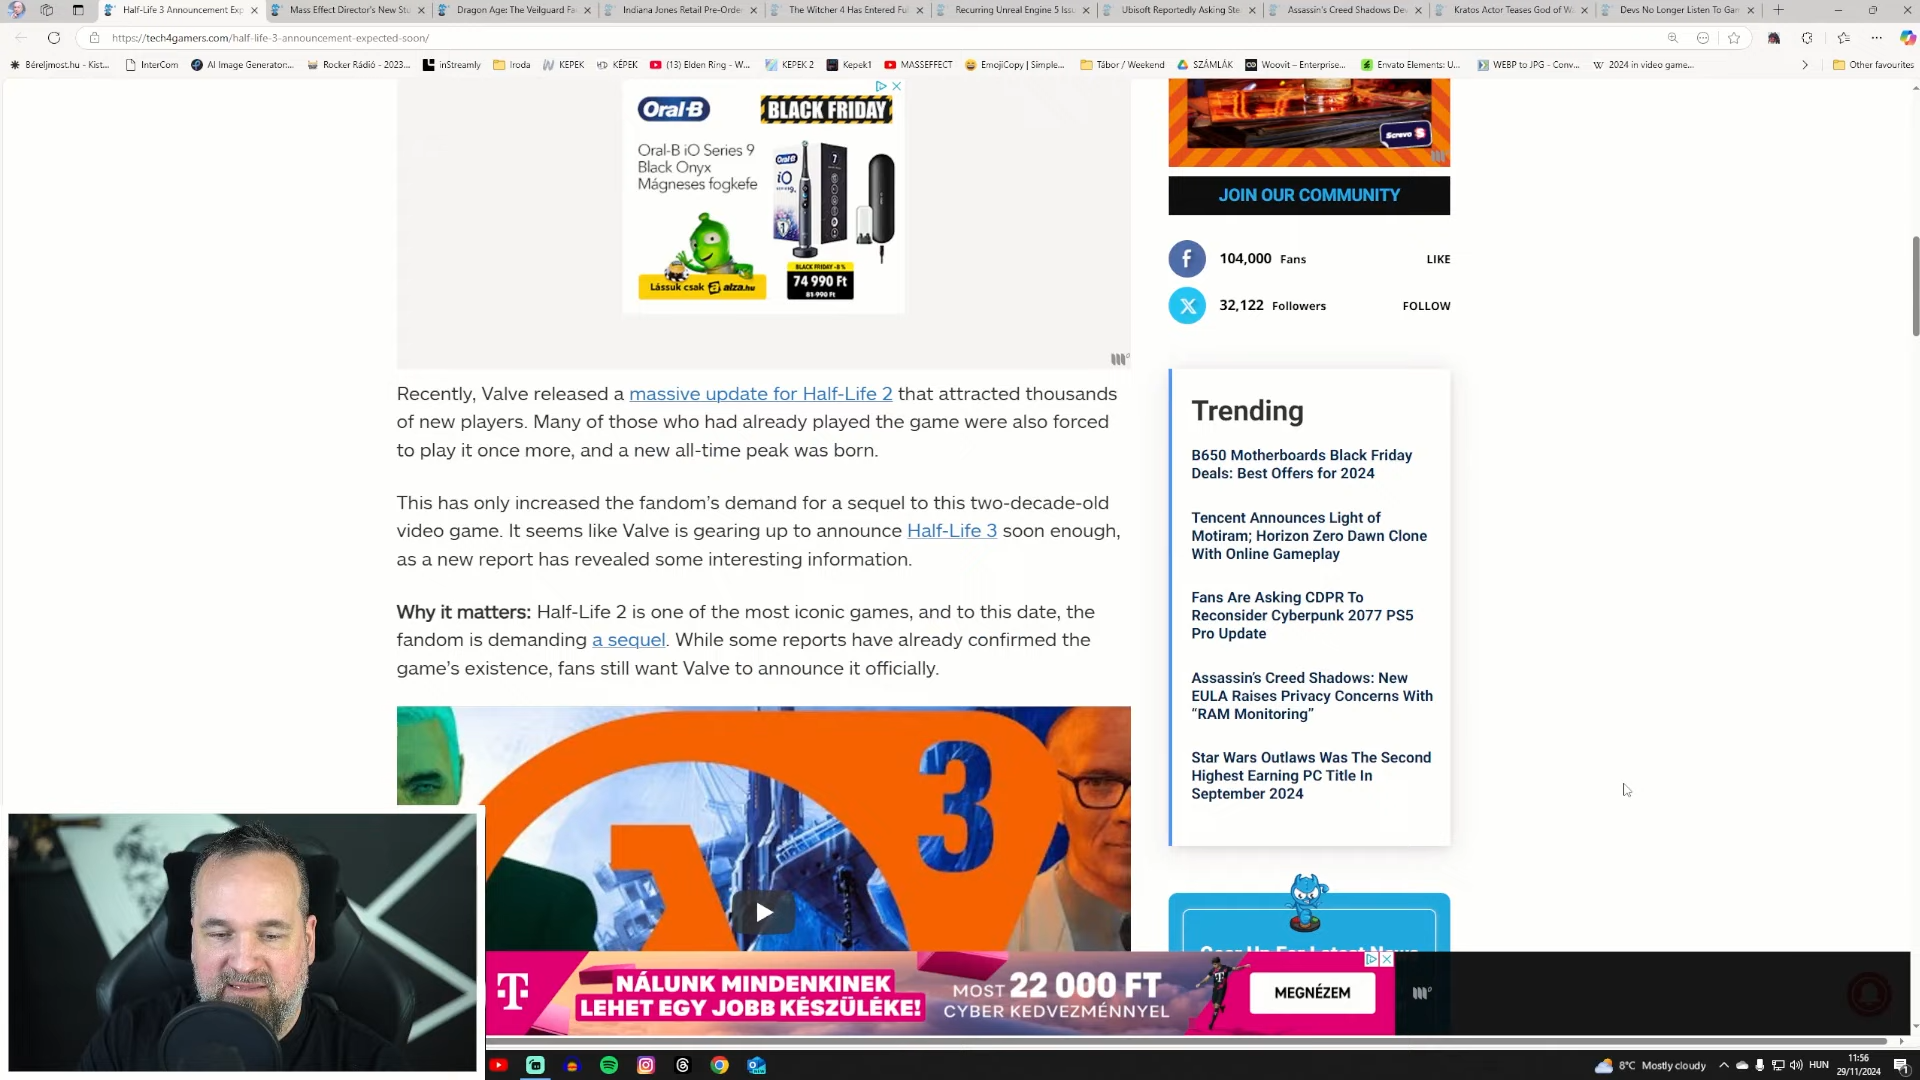 Half-Life 3 Announcement Exp
Mass Effect Director's New Stu
Dragon Age: The Veilguard Fa
Indiana Jones Retail Pre-Order
The Witcher 4 Has Entered Ful
Recurring Unreal Engine 5 Issu
Ubisoft Reportedly Asking Ste
Assassin's Creed Shadows Dev
Kratos Actor Teases God of W
Devs No Longer Listen To Gam
https://tech4gamers.com/half-life-3-announcement-expected-soon/
Béreljmost.hu - Kist...
InterCom
AI Image Generator:...
Rocker Rádió - 2023...
inStreamly
Iroda
KEPEK
KÉPEK
(13) Elden Ring - W...
KEPEK 2
Kepek1
MASSEFFECT
EmojiCopy | Simple...
Tábor / Weekend
SZÁMLÁK
Woovit – Enterprise...
Envato Elements: U...
WEBP to JPG - Conv...
2024 in video game...
Other favourites
Oral-B
BLACK FRIDAY
Oral-B iO Series 9
Black Onyx
Mágneses fogkefe
BLACK FRIDAY -8 %
74 990 Ft
81 990 Ft
Lássuk csak alza.hu
Recently, Valve released a massive update for Half-Life 2 that attracted thousands
of new players. Many of those who had already played the game were also forced
to play it once more, and a new all-time peak was born.
This has only increased the fandom's demand for a sequel to this two-decade-old
video game. It seems like Valve is gearing up to announce Half-Life 3 soon enough,
as a new report has revealed some interesting information.
Why it matters: Half-Life 2 is one of the most iconic games, and to this date, the
fandom is demanding a sequel. While some reports have already confirmed the
game's existence, fans still want Valve to announce it officially.
3
JOIN OUR COMMUNITY
104,000 Fans LIKE
32,122 Followers FOLLOW
Trending
B650 Motherboards Black Friday
Deals: Best Offers for 2024
Tencent Announces Light of
Motiram; Horizon Zero Dawn Clone
With Online Gameplay
Fans Are Asking CDPR To
Reconsider Cyberpunk 2077 PS5
Pro Update
Assassin's Creed Shadows: New
EULA Raises Privacy Concerns With
“RAM Monitoring”
Star Wars Outlaws Was The Second
Highest Earning PC Title In
September 2024
Gear Up For Latest News
T
NÁLUNK MINDENKINEK
LEHET EGY JOBB KÉSZÜLÉKE!
MOST 22 000 FT
CYBER KEDVEZMÉNNYEL
MEGNÉZEM
8°C Mostly cloudy
HUN
11:56
29/11/2024